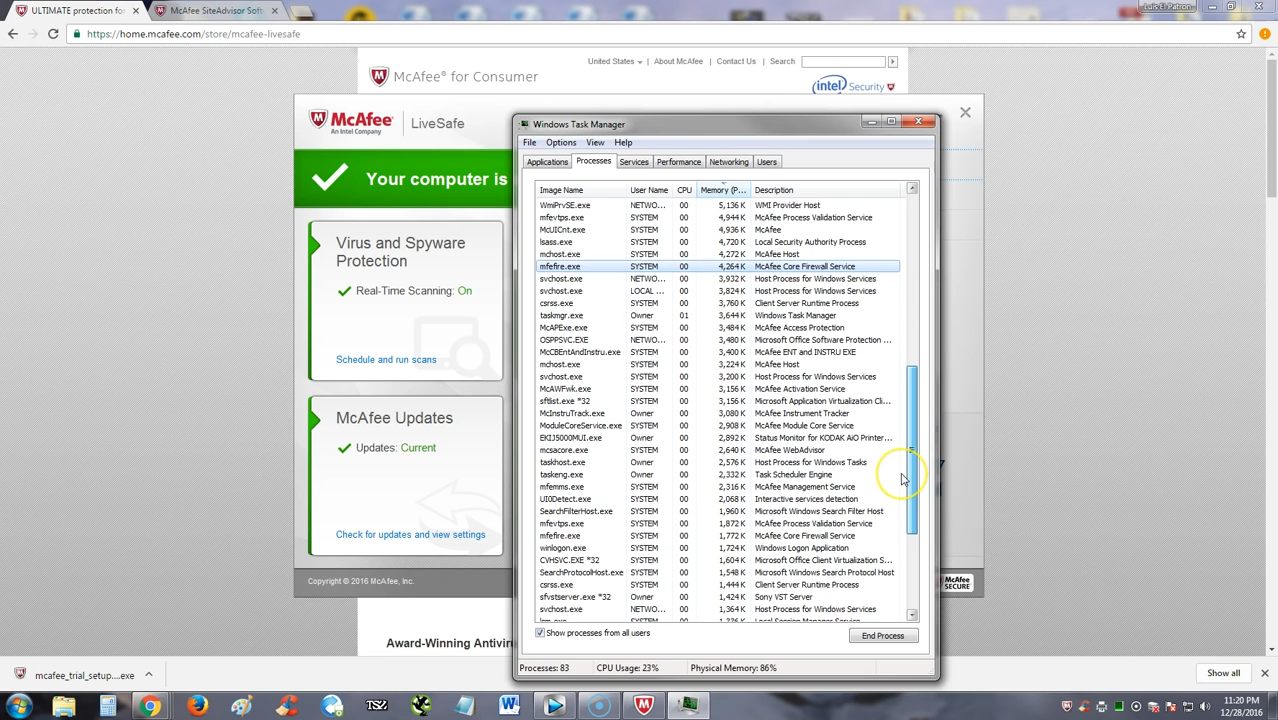 ULTIMATE protection for
McAfee SiteAdvisor Soft
Luis El Patron
https://home.mcafee.com/store/mcafee-livesafe
United States
About McAfee
Contact Us
Search
McAfee® for Consumer
intel Security
McAfee
An Intel Company
LiveSafe
Your computer is
Virus and Spyware
Protection
Real-Time Scanning: On
Schedule and run scans
McAfee Updates
Updates: Current
Check for updates and view settings
Copyright © 2016 McAfee, Inc.
McAfee
SECURE
Award-Winning Antivir
Windows Task Manager
File Options View Help
Applications Processes Services Performance Networking Users
Image Name User Name CPU Memory (P... Description
WmiPrvSE.exe NETWO... 00 5,136 K WMI Provider Host
mfevtps.exe SYSTEM 00 4,944 K McAfee Process Validation Service
McUICnt.exe SYSTEM 00 4,936 K McAfee
lsass.exe SYSTEM 00 4,720 K Local Security Authority Process
mchost.exe SYSTEM 00 4,272 K McAfee Host
mfefire.exe SYSTEM 00 4,264 K McAfee Core Firewall Service
svchost.exe NETWO... 00 3,932 K Host Process for Windows Services
svchost.exe LOCAL ... 00 3,824 K Host Process for Windows Services
csrss.exe SYSTEM 00 3,760 K Client Server Runtime Process
taskmgr.exe Owner 01 3,644 K Windows Task Manager
McAPExe.exe SYSTEM 00 3,484 K McAfee Access Protection
OSPPSVC.EXE NETWO... 00 3,480 K Microsoft Office Software Protection ...
McCBEntAndInstru.exe SYSTEM 00 3,400 K McAfee ENT and INSTRU EXE
mchost.exe SYSTEM 00 3,224 K McAfee Host
svchost.exe SYSTEM 00 3,200 K Host Process for Windows Services
McAWFwk.exe SYSTEM 00 3,156 K McAfee Activation Service
sftlist.exe *32 SYSTEM 00 3,156 K Microsoft Application Virtualization Cli...
McInstruTrack.exe Owner 00 3,080 K McAfee Instrument Tracker
ModuleCoreService.exe SYSTEM 00 2,908 K McAfee Module Core Service
EKIJ5000MUI.exe Owner 00 2,892 K Status Monitor for KODAK AiO Printer...
mcsacore.exe SYSTEM 00 2,640 K McAfee WebAdvisor
taskhost.exe Owner 00 2,576 K Host Process for Windows Tasks
taskeng.exe Owner 00 2,332 K Task Scheduler Engine
mfemms.exe SYSTEM 00 2,316 K McAfee Management Service
UI0Detect.exe SYSTEM 00 2,068 K Interactive services detection
SearchFilterHost.exe SYSTEM 00 1,960 K Microsoft Windows Search Filter Host
mfevtps.exe SYSTEM 00 1,872 K McAfee Process Validation Service
mfefire.exe SYSTEM 00 1,772 K McAfee Core Firewall Service
winlogon.exe SYSTEM 00 1,724 K Windows Logon Application
CVHSVC.EXE *32 SYSTEM 00 1,604 K Microsoft Office Client Virtualization S...
SearchProtocolHost.exe SYSTEM 00 1,548 K Microsoft Windows Search Protocol Host
csrss.exe SYSTEM 00 1,444 K Client Server Runtime Process
sfvstserver.exe *32 Owner 00 1,424 K Sony VST Server
svchost.exe NETWO... 00 1,364 K Host Process for Windows Services
Show processes from all users
End Process
Processes: 83 CPU Usage: 23% Physical Memory: 86%
mcafee_trial_setup....exe
Show all
TSZ
W
11:20 PM
12/28/2016